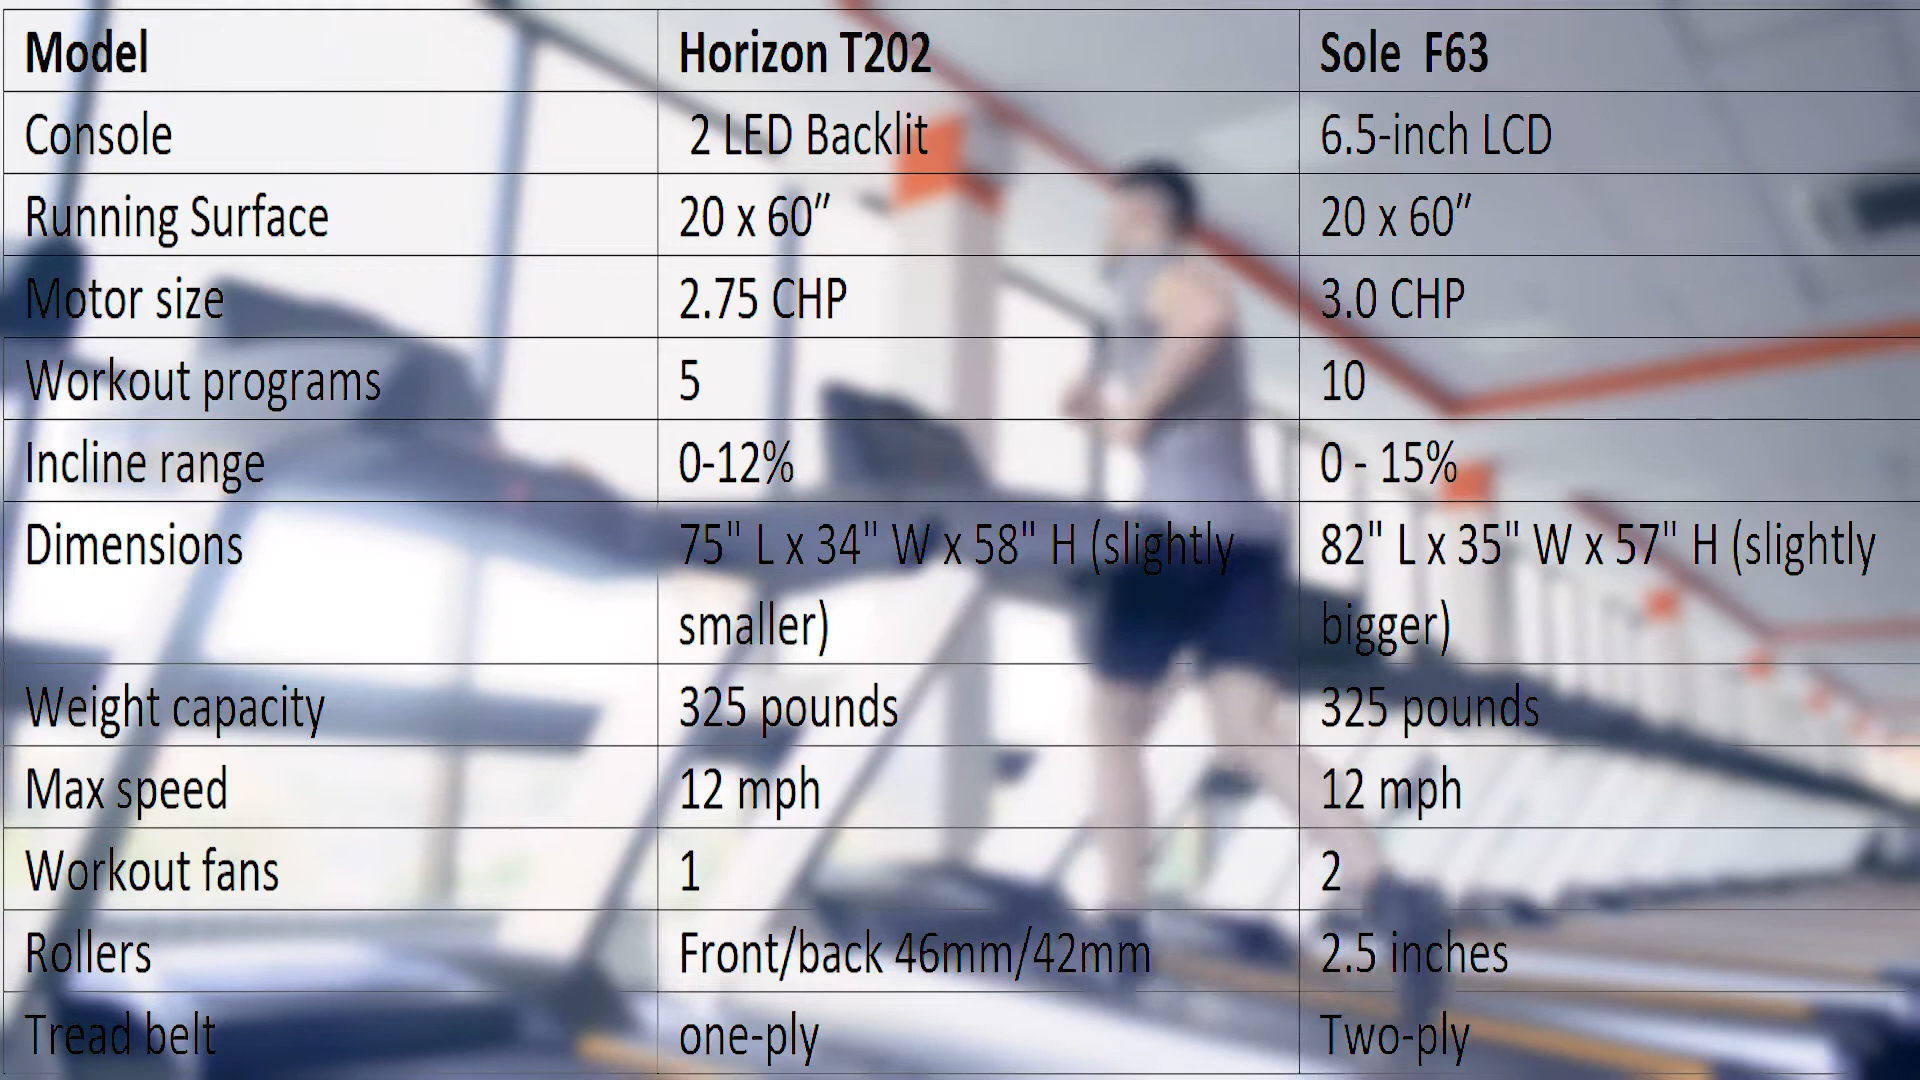 Model Horizon T202 Sole  F63
Console 2 LED Backlit 6.5-inch LCD
Running Surface 20 x 60” 20 x 60”
Motor size 2.75 CHP 3.0 CHP
Workout programs 5 10
Incline range 0-12% 0 - 15%
Dimensions 75" L x 34" W x 58" H (slightly smaller) 82" L x 35" W x 57" H (slightly bigger)
Weight capacity 325 pounds 325 pounds
Max speed 12 mph 12 mph
Workout fans 1 2
Rollers Front/back 46mm/42mm 2.5 inches
Tread belt one-ply Two-ply